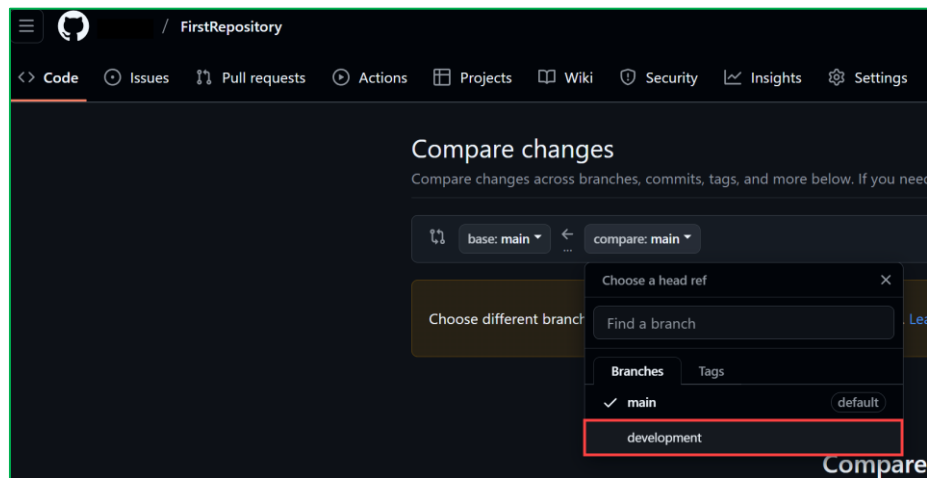 / FirstRepository
Code Issues Pull requests Actions Projects Wiki Security Insights Settings
Compare changes
Compare changes across branches, commits, tags, and more below. If you need
base: main ← compare: main
...
Choose a head ref
Choose different branch
Find a branch
Branches Tags
main default
development
Compare